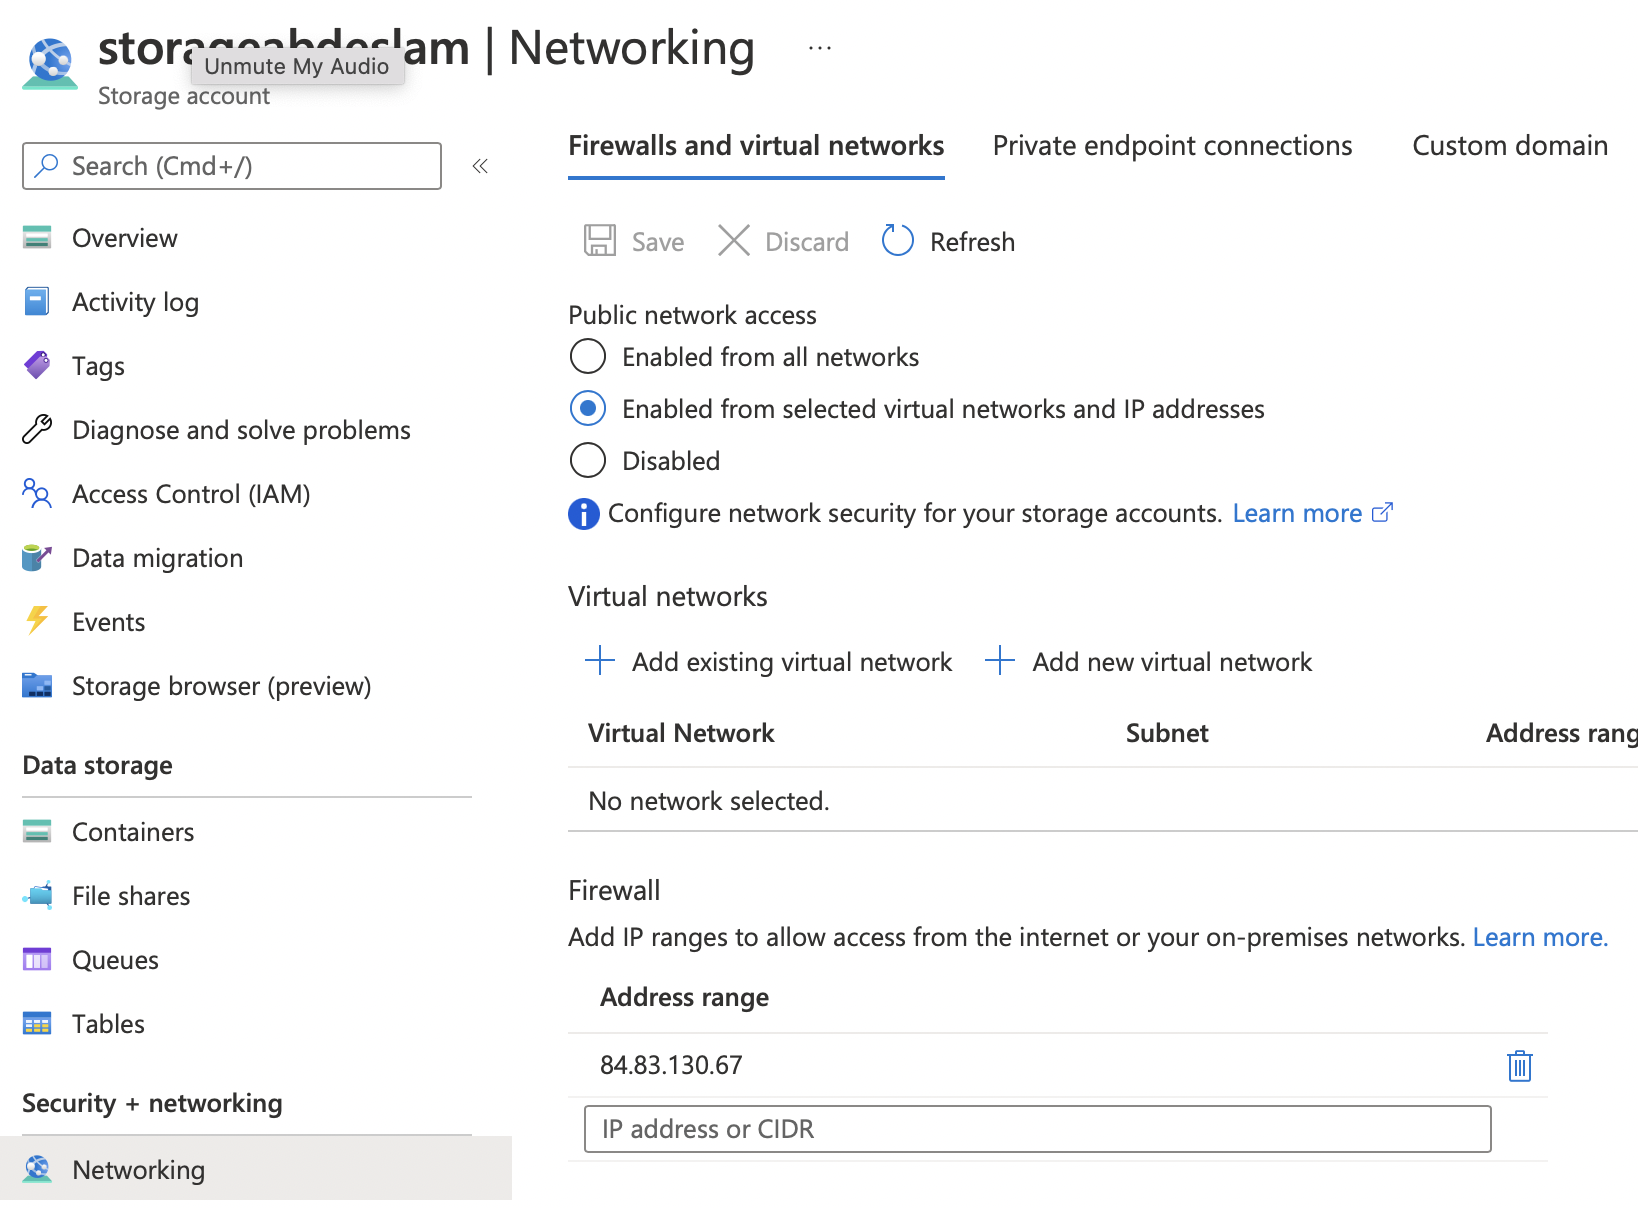 storageabdeslam | Networking ...
Unmute My Audio
Storage account
Search (Cmd+/)
«
Overview
Activity log
Tags
Diagnose and solve problems
Access Control (IAM)
Data migration
Events
Storage browser (preview)
Data storage
Containers
File shares
Queues
Tables
Security + networking
Networking
Firewalls and virtual networks Private endpoint connections Custom domain
Save Discard Refresh
Public network access
Enabled from all networks
Enabled from selected virtual networks and IP addresses
Disabled
Configure network security for your storage accounts. Learn more
Virtual networks
Add existing virtual network Add new virtual network
Virtual Network Subnet Address rang
No network selected.
Firewall
Add IP ranges to allow access from the internet or your on-premises networks. Learn more.
Address range
84.83.130.67
IP address or CIDR